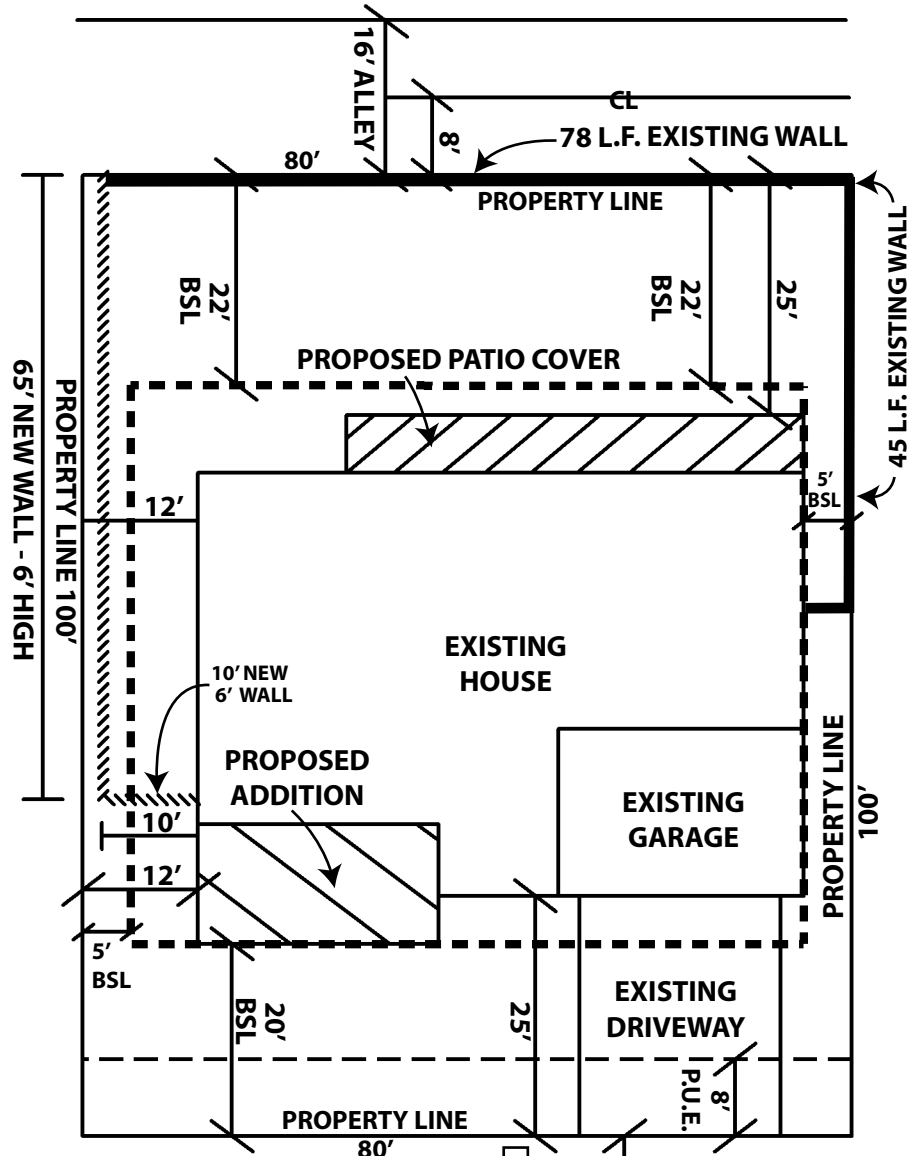 16' ALLEY
CL
8'
78 L.F. EXISTING WALL
80'
PROPERTY LINE
22'
BSL
22'
BSL
25'
45 L.F. EXISTING WALL
PROPOSED PATIO COVER
65' NEW WALL - 6' HIGH
PROPERTY LINE 100'
12'
5'
BSL
EXISTING
HOUSE
10' NEW
6' WALL
PROPOSED
ADDITION
EXISTING
GARAGE
PROPERTY LINE
100'
10'
12'
5'
BSL
20'
BSL
25'
EXISTING
DRIVEWAY
8'
P.U.E.
PROPERTY LINE
80'